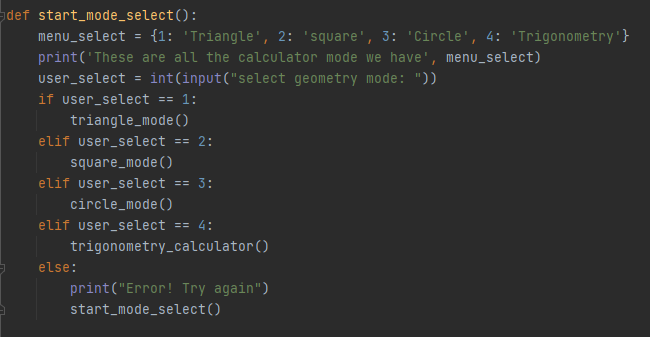 def start_mode_select():
    menu_select = {1: 'Triangle', 2: 'square', 3: 'Circle', 4: 'Trigonometry'}
    print('These are all the calculator mode we have', menu_select)
    user_select = int(input("select geometry mode: "))
    if user_select == 1:
        triangle_mode()
    elif user_select == 2:
        square_mode()
    elif user_select == 3:
        circle_mode()
    elif user_select == 4:
        trigonometry_calculator()
    else:
        print("Error! Try again")
        start_mode_select()